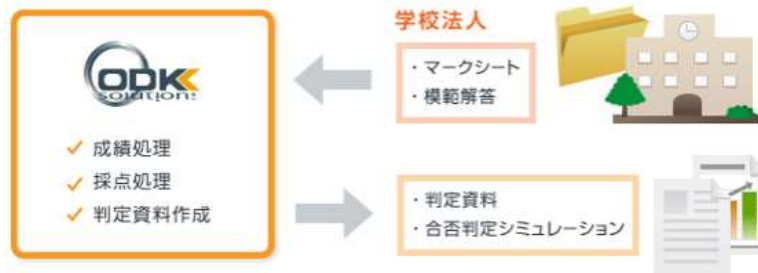 ODK
solutions
成績処理
採点処理
判定資料作成
学校法人
・マークシート
・模範解答
・判定資料
・合否判定シミュレーション